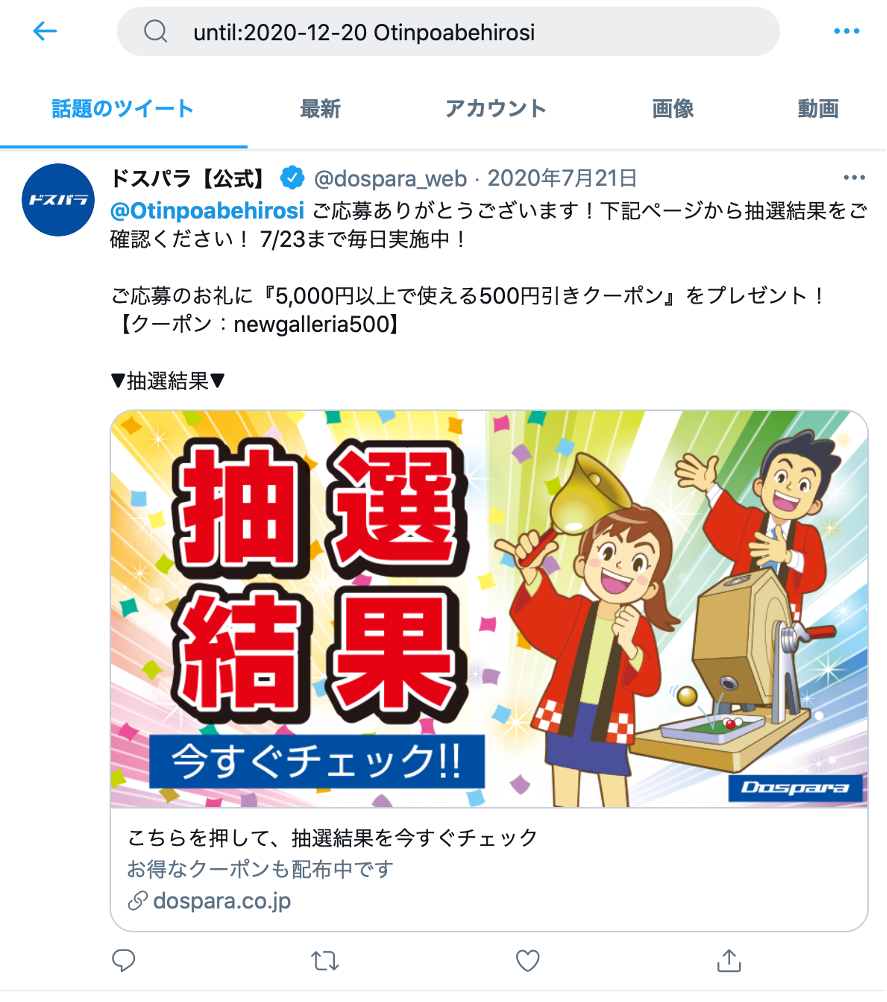 until:2020-12-20 Otinpoabehirosi
話題のツイート 最新 アカウント 画像 動画
ドスパラ
ドスパラ【公式】 @dospara_web · 2020年7月21日
@Otinpoabehirosi ご応募ありがとうございます！下記ページから抽選結果をご
確認ください！ 7/23まで毎日実施中！
ご応募のお礼に『5,000円以上で使える500円引きクーポン』をプレゼント！
【クーポン：newgalleria500】
▼抽選結果▼
抽選
結果
今すぐチェック!!
Dospara
こちらを押して、抽選結果を今すぐチェック
お得なクーポンも配布中です
dospara.co.jp